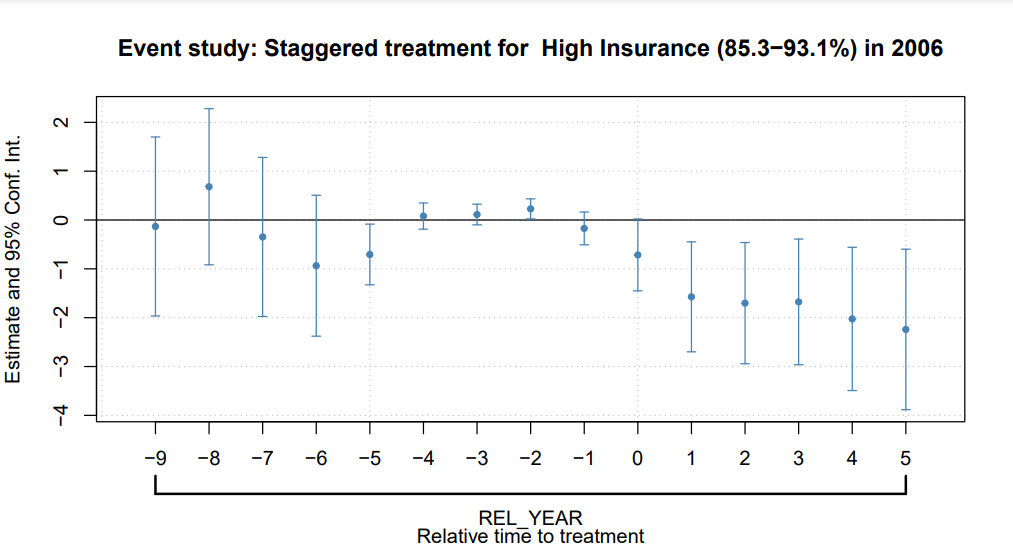 Event study: Staggered treatment for  High Insurance (85.3−93.1%) in 2006
Estimate and 95% Conf. Int.
2
1
0
−1
−2
−3
−4
−9 −8 −7 −6 −5 −4 −3 −2 −1 0 1 2 3 4 5
REL_YEAR
Relative time to treatment